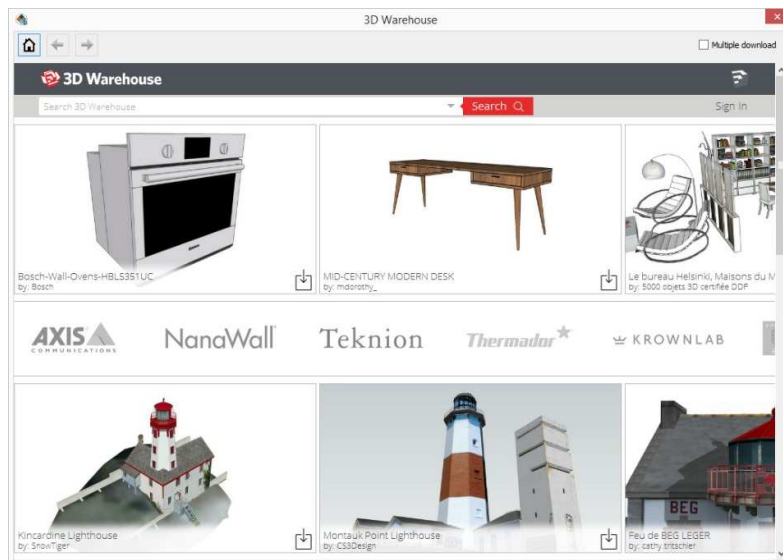 3D Warehouse
Multiple download
3D Warehouse
Search 3D Warehouse
Search
Sign In
Bosch-Wall-Ovens-HBL5351UC
by: Bosch
MID-CENTURY MODERN DESK
by: mdorothy_
Le bureau Helsinki, Maisons du M
by: 5000 objets 3D certifiée DDF
AXIS
COMMUNICATIONS
NanaWall
Teknion
Thermador
KROWNLAB
Kincardine Lighthouse
by: SnowTiger
Montauk Point Lighthouse
by: CS3Design
BEG
Feu de BEG LEGER
by: cathy tritschler